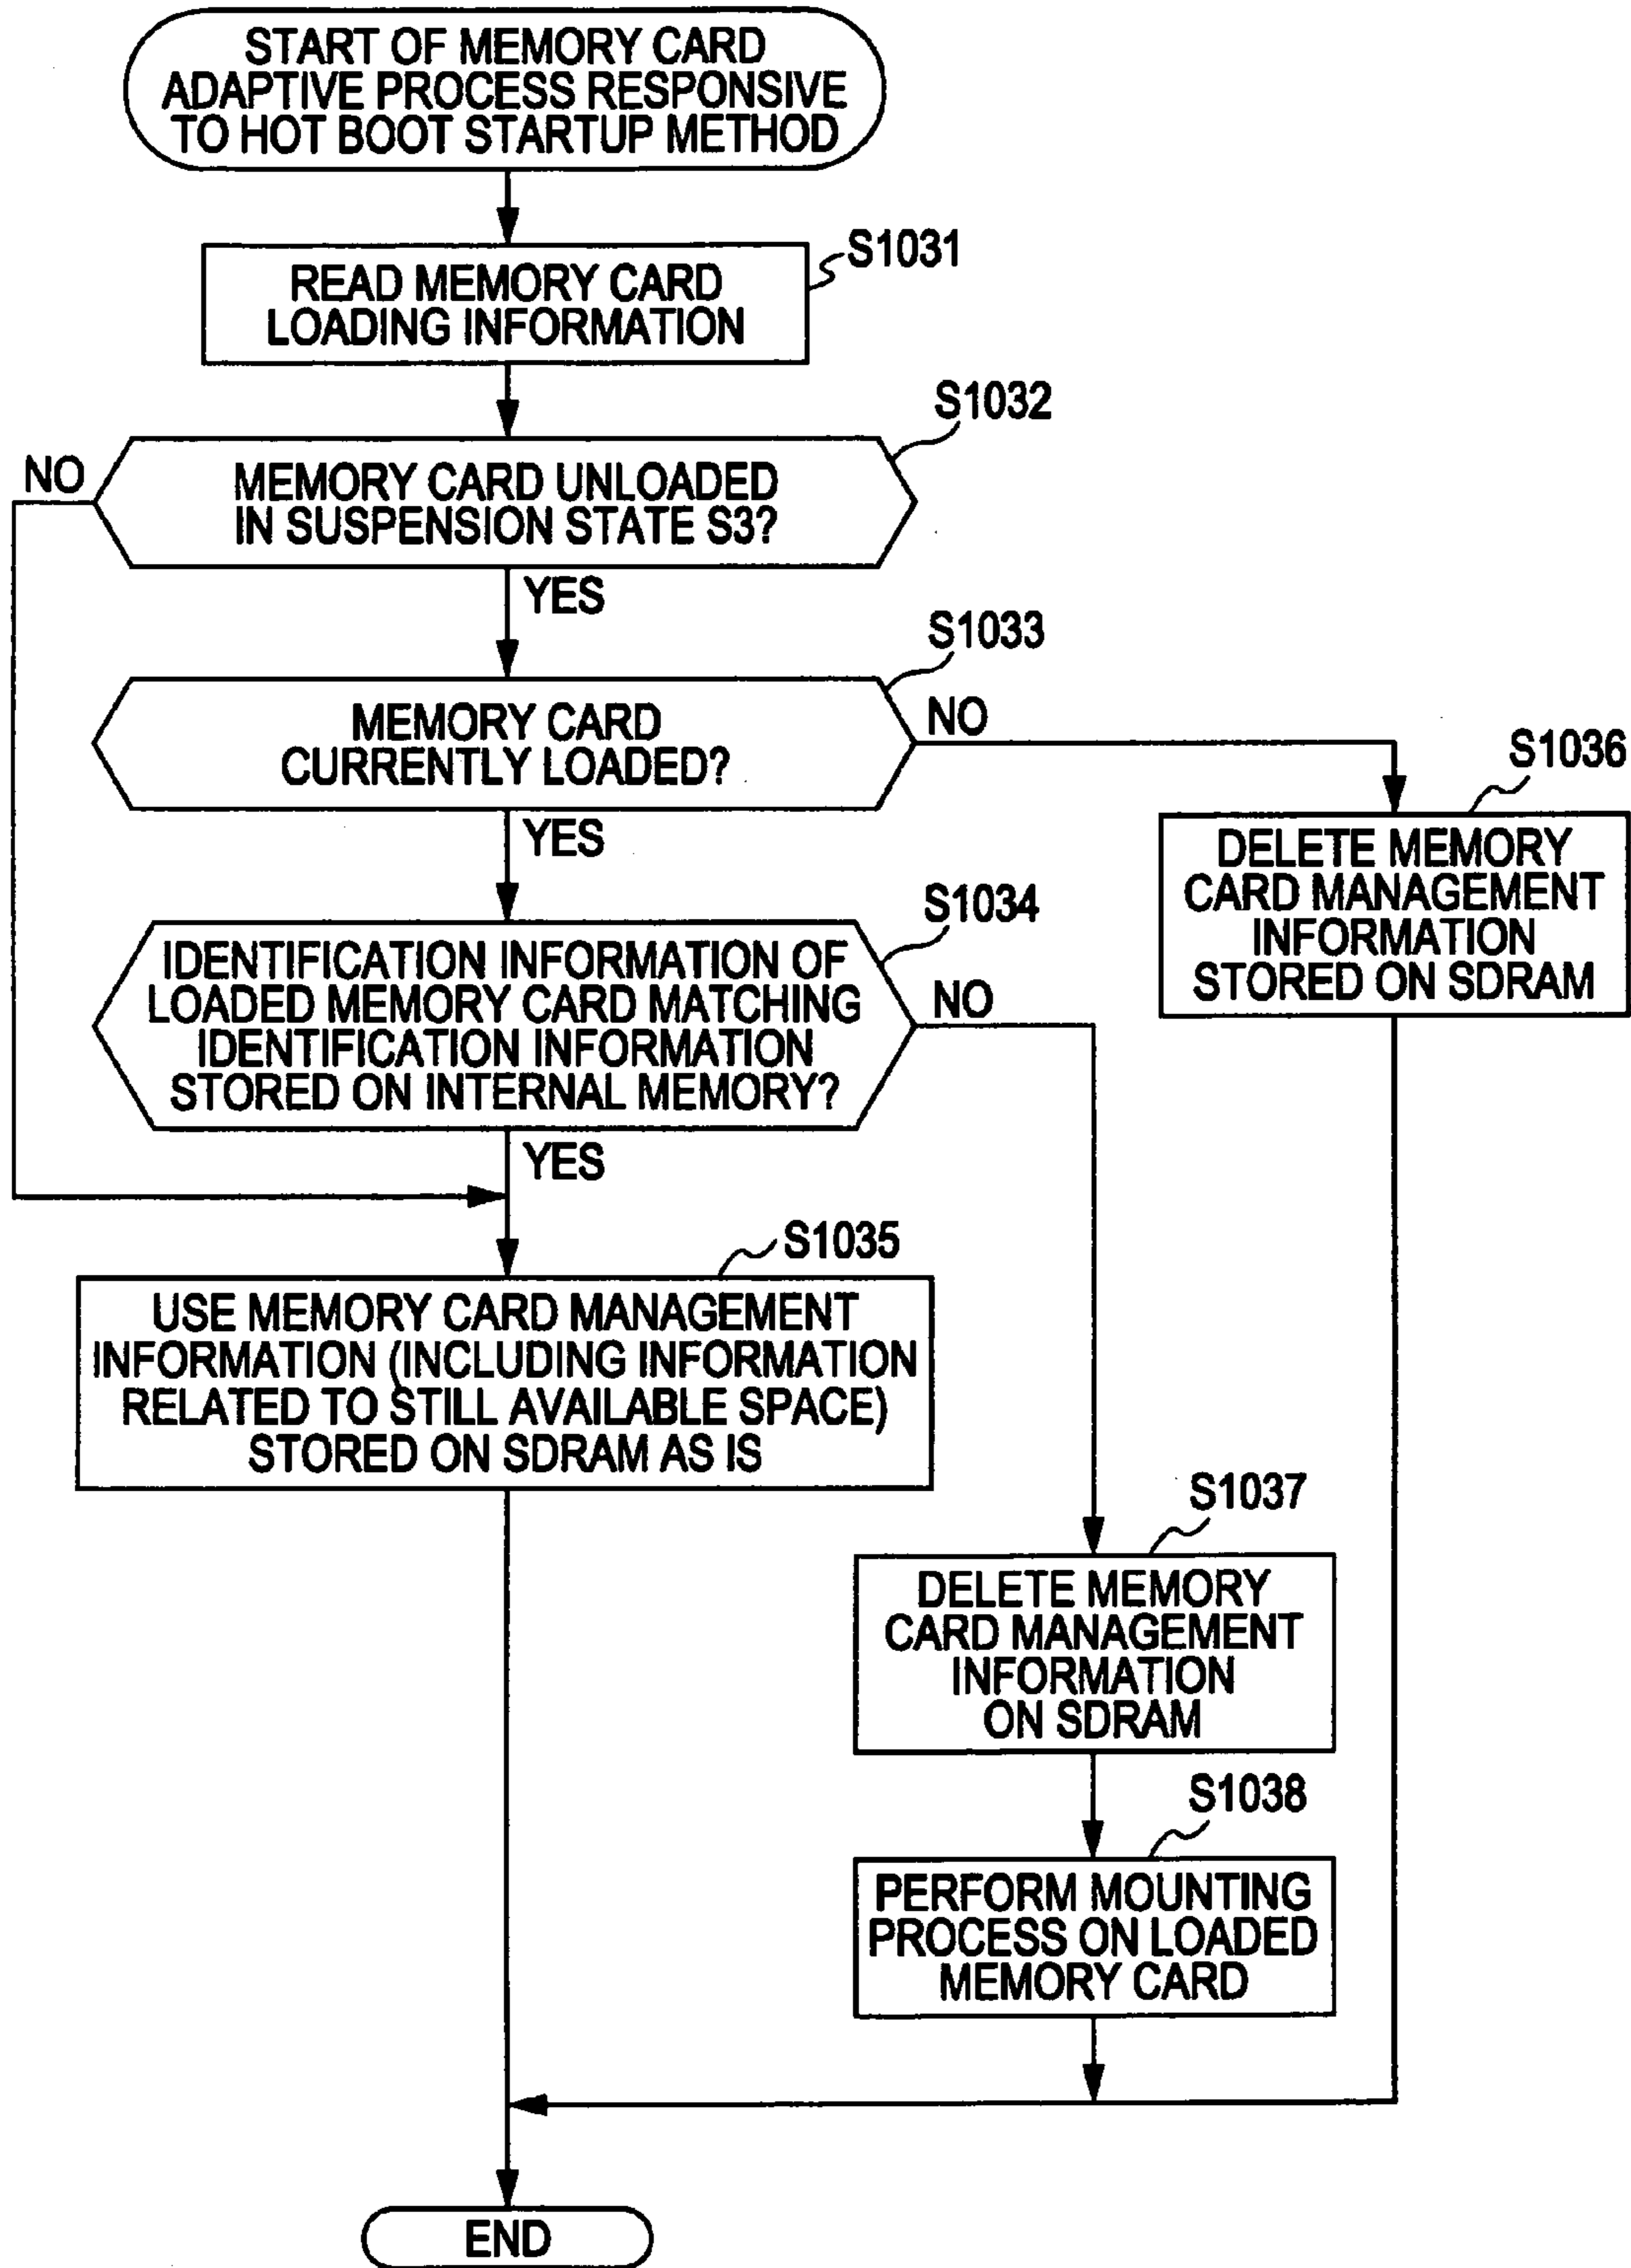 START OF MEMORY CARD
ADAPTIVE PROCESS RESPONSIVE
TO HOT BOOT STARTUP METHOD
S1031
READ MEMORY CARD
LOADING INFORMATION
S1032
NO
MEMORY CARD UNLOADED
IN SUSPENSION STATE S3?
YES
S1033
MEMORY CARD
CURRENTLY LOADED?
NO
YES
S1036
DELETE MEMORY
CARD MANAGEMENT
INFORMATION
STORED ON SDRAM
S1034
IDENTIFICATION INFORMATION OF
LOADED MEMORY CARD MATCHING
IDENTIFICATION INFORMATION
STORED ON INTERNAL MEMORY?
NO
YES
S1035
USE MEMORY CARD MANAGEMENT
INFORMATION (INCLUDING INFORMATION
RELATED TO STILL AVAILABLE SPACE)
STORED ON SDRAM AS IS
S1037
DELETE MEMORY
CARD MANAGEMENT
INFORMATION
ON SDRAM
S1038
PERFORM MOUNTING
PROCESS ON LOADED
MEMORY CARD
END